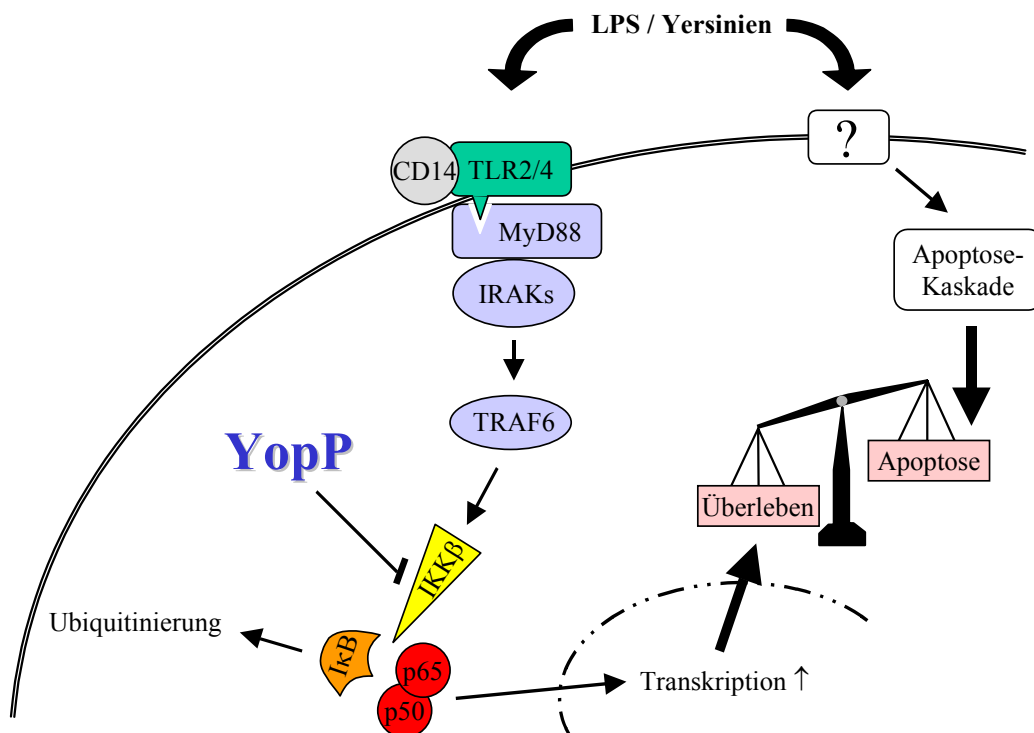 LPS / Yersinien
?
CD14
TLR2/4
MyD88
IRAKs
Apoptose-
Kaskade
TRAF6
YopP
Apoptose
Überleben
IKKβ
Ubiquitinierung
IκB
p65
p50
Transkription ↑